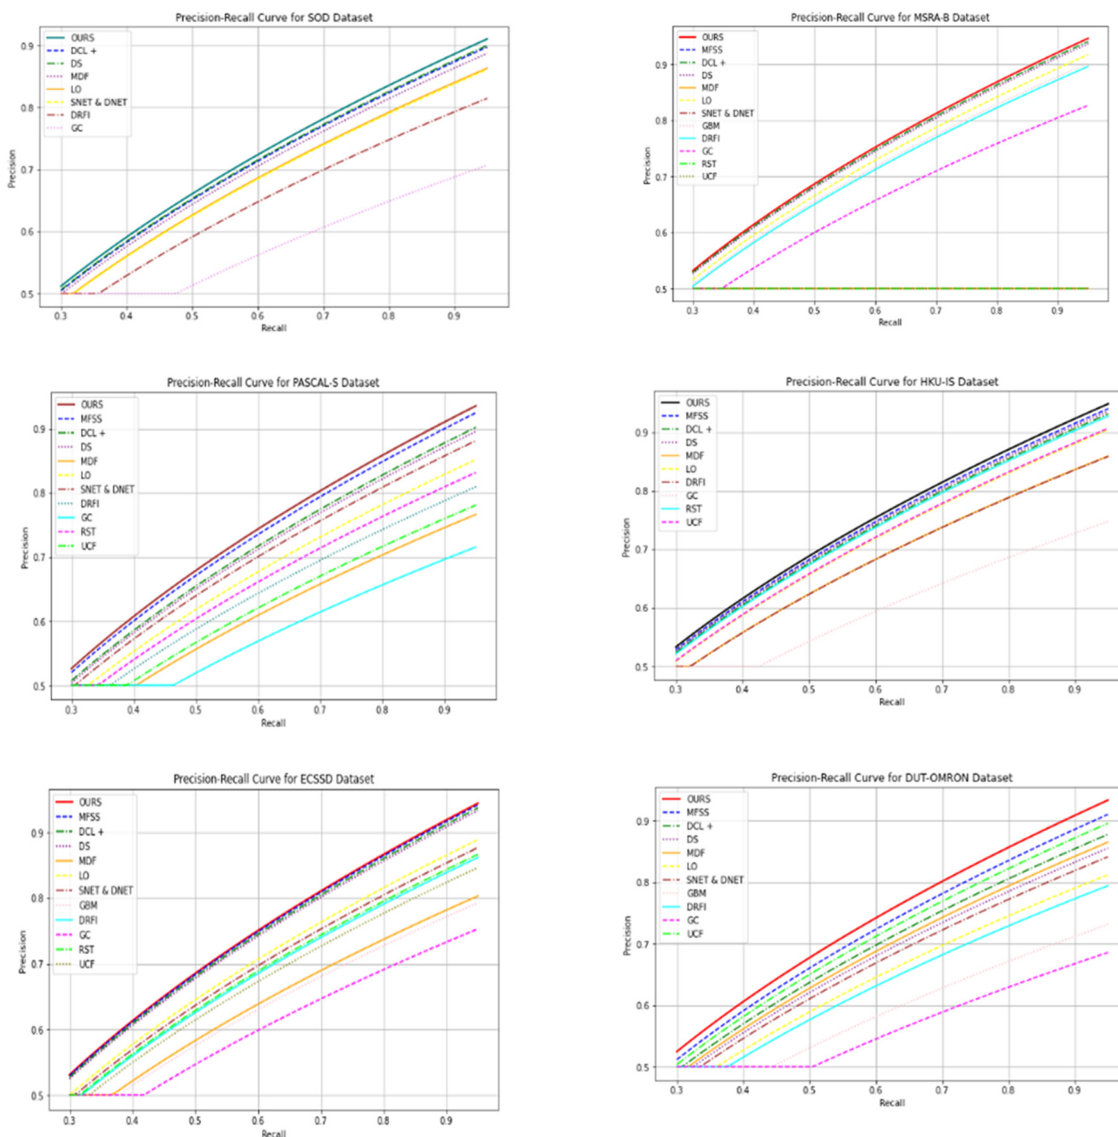 Precision-Recall Curve for SOD Dataset
OURS
DCL +
DS
MDF
LO
SNET & DNET
DRFI
GC
Precision
0.9
0.8
0.7
0.6
0.5
0.3 0.4 0.5 0.6 0.7 0.8 0.9
Recall
Precision-Recall Curve for MSRA-B Dataset
OURS
MFSS
DCL +
DS
MDF
LO
SNET & DNET
GBM
DRFI
GC
RST
UCF
Precision
0.9
0.8
0.7
0.6
0.5
0.3 0.4 0.5 0.6 0.7 0.8 0.9
Recall
Precision-Recall Curve for PASCAL-S Dataset
OURS
MFSS
DCL +
DS
MDF
LO
SNET & DNET
DRFI
GC
RST
UCF
Precision
0.9
0.8
0.7
0.6
0.5
0.3 0.4 0.5 0.6 0.7 0.8 0.9
Recall
Precision-Recall Curve for HKU-IS Dataset
OURS
MFSS
DCL +
DS
MDF
LO
DRFI
GC
RST
UCF
Precision
0.9
0.8
0.7
0.6
0.5
0.3 0.4 0.5 0.6 0.7 0.8 0.9
Recall
Precision-Recall Curve for ECSSD Dataset
OURS
MFSS
DCL +
DS
MDF
LO
SNET & DNET
GBM
DRFI
GC
RST
UCF
Precision
0.9
0.8
0.7
0.6
0.5
0.3 0.4 0.5 0.6 0.7 0.8 0.9
Recall
Precision-Recall Curve for DUT-OMRON Dataset
OURS
MFSS
DCL +
DS
MDF
LO
SNET & DNET
GBM
DRFI
GC
UCF
Precision
0.9
0.8
0.7
0.6
0.5
0.3 0.4 0.5 0.6 0.7 0.8 0.9
Recall